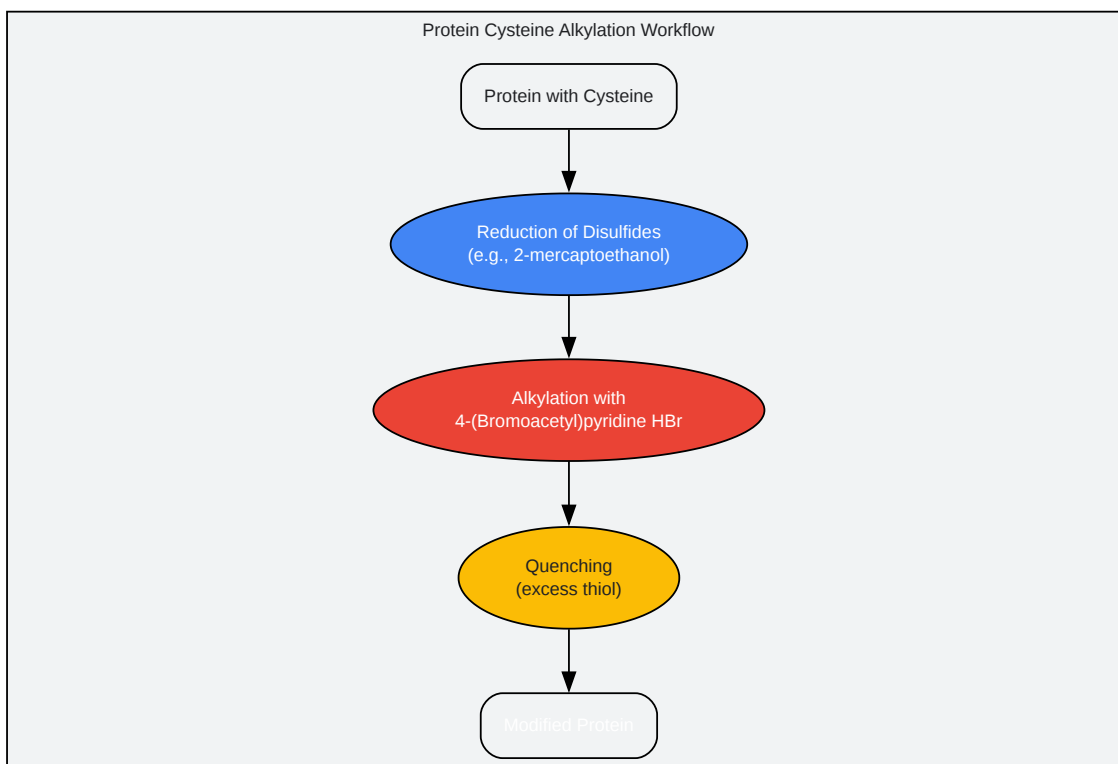 Protein Cysteine Alkylation Workflow
Protein with Cysteine
Reduction of Disulfides
(e.g., 2-mercaptoethanol)
Alkylation with
4-(Bromoacetyl)pyridine HBr
Quenching
(excess thiol)
Modified Protein